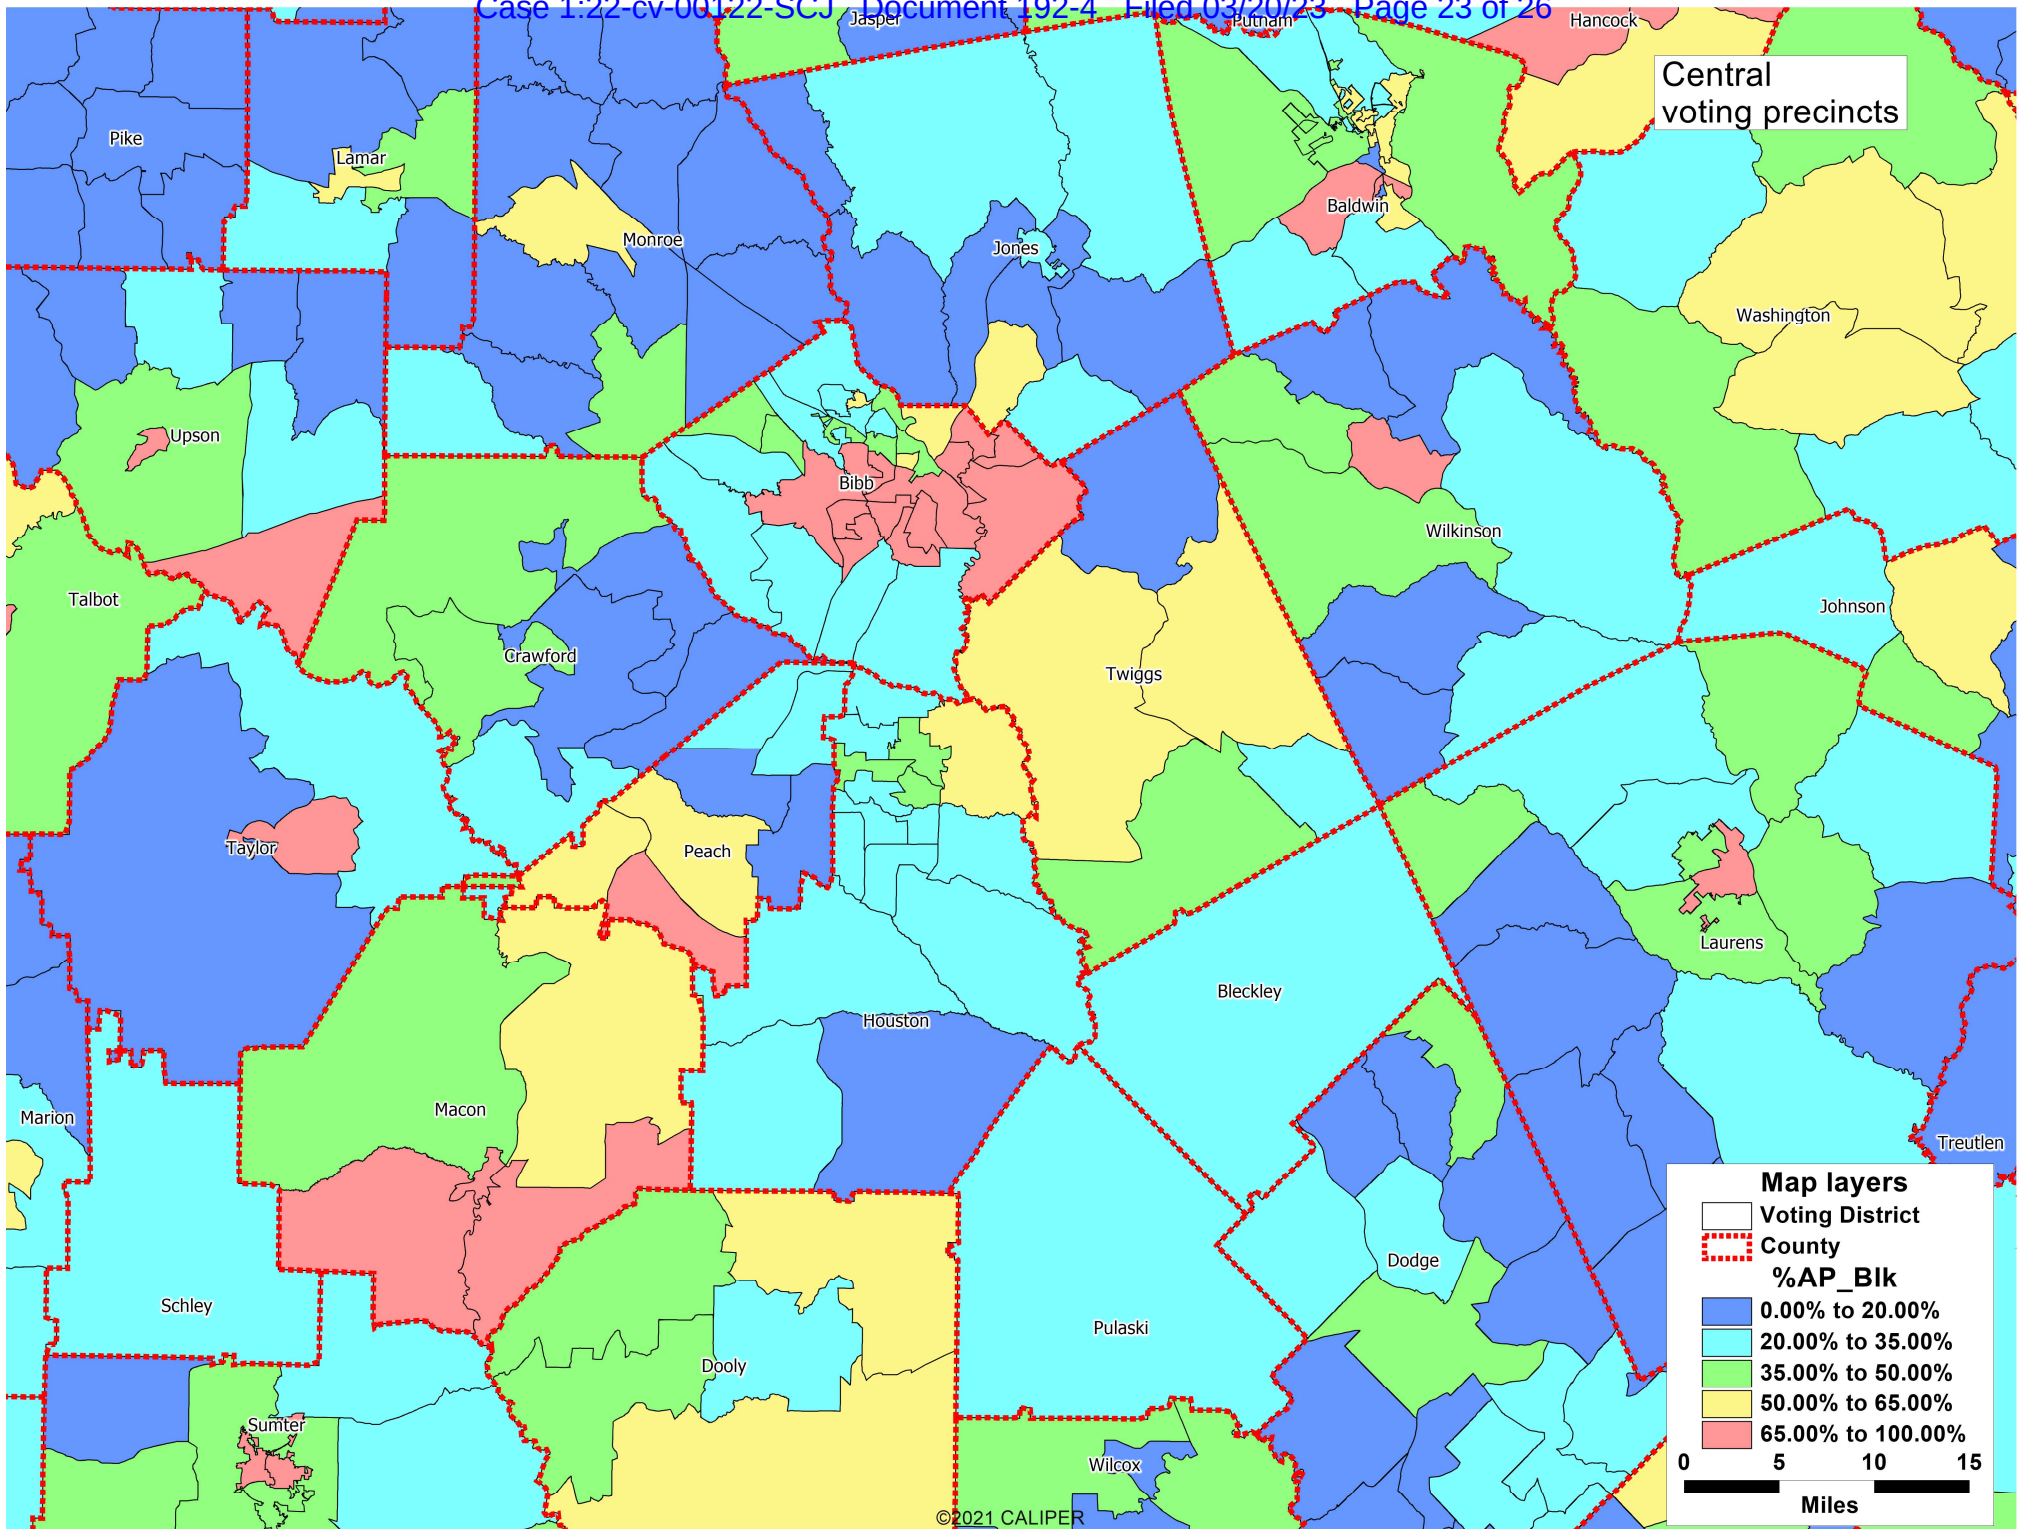 Case 1:22-cv-00122-SCJ Document 192-4 Filed 03/20/23 Page 23 of 26
Jasper
Putnam
Hancock
Central
voting precincts
Pike
Lamar
Baldwin
Monroe
Jones
Washington
Upson
Bibb
Wilkinson
Talbot
Johnson
Crawford
Twiggs
Taylor
Peach
Laurens
Bleckley
Houston
Macon
Marion
Treutlen
Dodge
Schley
Pulaski
Dooly
Sumter
Wilcox
Map layers
Voting District
County
%AP_Blk
0.00% to 20.00%
20.00% to 35.00%
35.00% to 50.00%
50.00% to 65.00%
65.00% to 100.00%
0 5 10 15
Miles
©2021 CALIPER